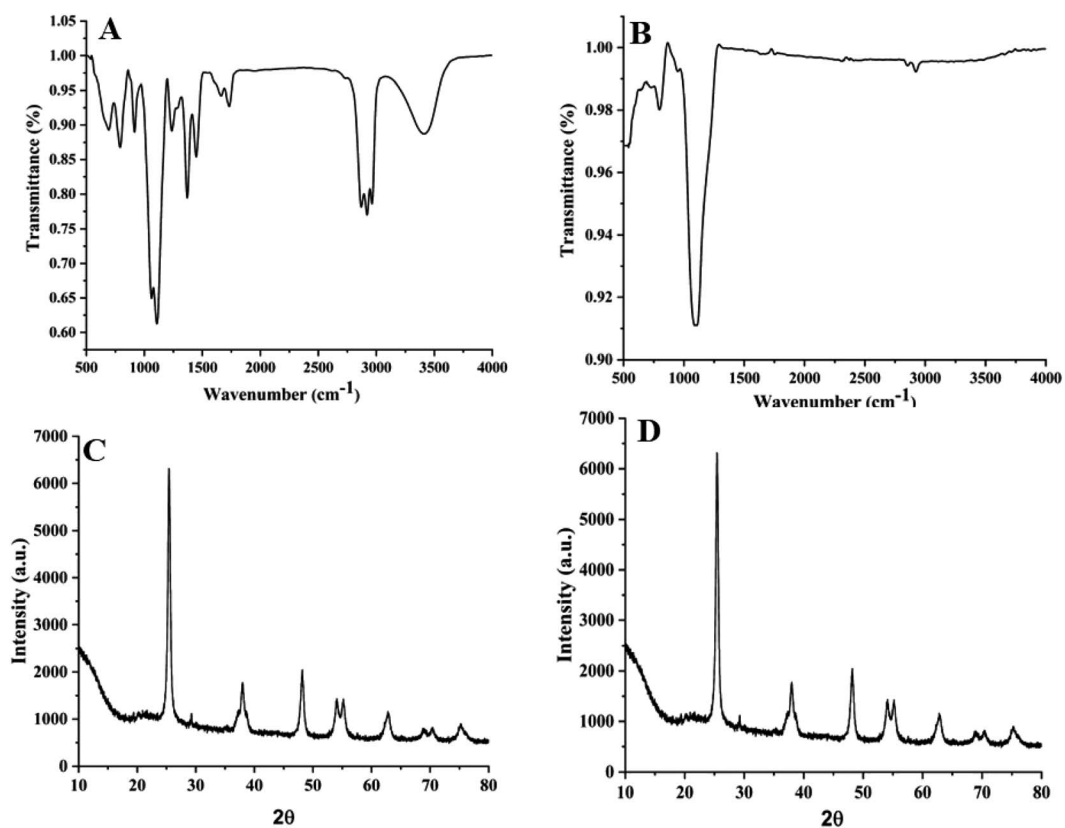 A
1.05
1.00
0.95
0.90
0.85
0.80
0.75
0.70
0.65
0.60
Transmittance (%)
500 1000 1500 2000 2500 3000 3500 4000
Wavenumber (cm-1)
B
1.00
0.98
0.96
0.94
0.92
0.90
Transmittance (%)
500 1000 1500 2000 2500 3000 3500 4000
Wavenumber (cm-1)
C
7000
6000
5000
4000
3000
2000
1000
0
Intensity (a.u.)
10 20 30 40 50 60 70 80
2θ
D
7000
6000
5000
4000
3000
2000
1000
0
Intensity (a.u.)
10 20 30 40 50 60 70 80
2θ